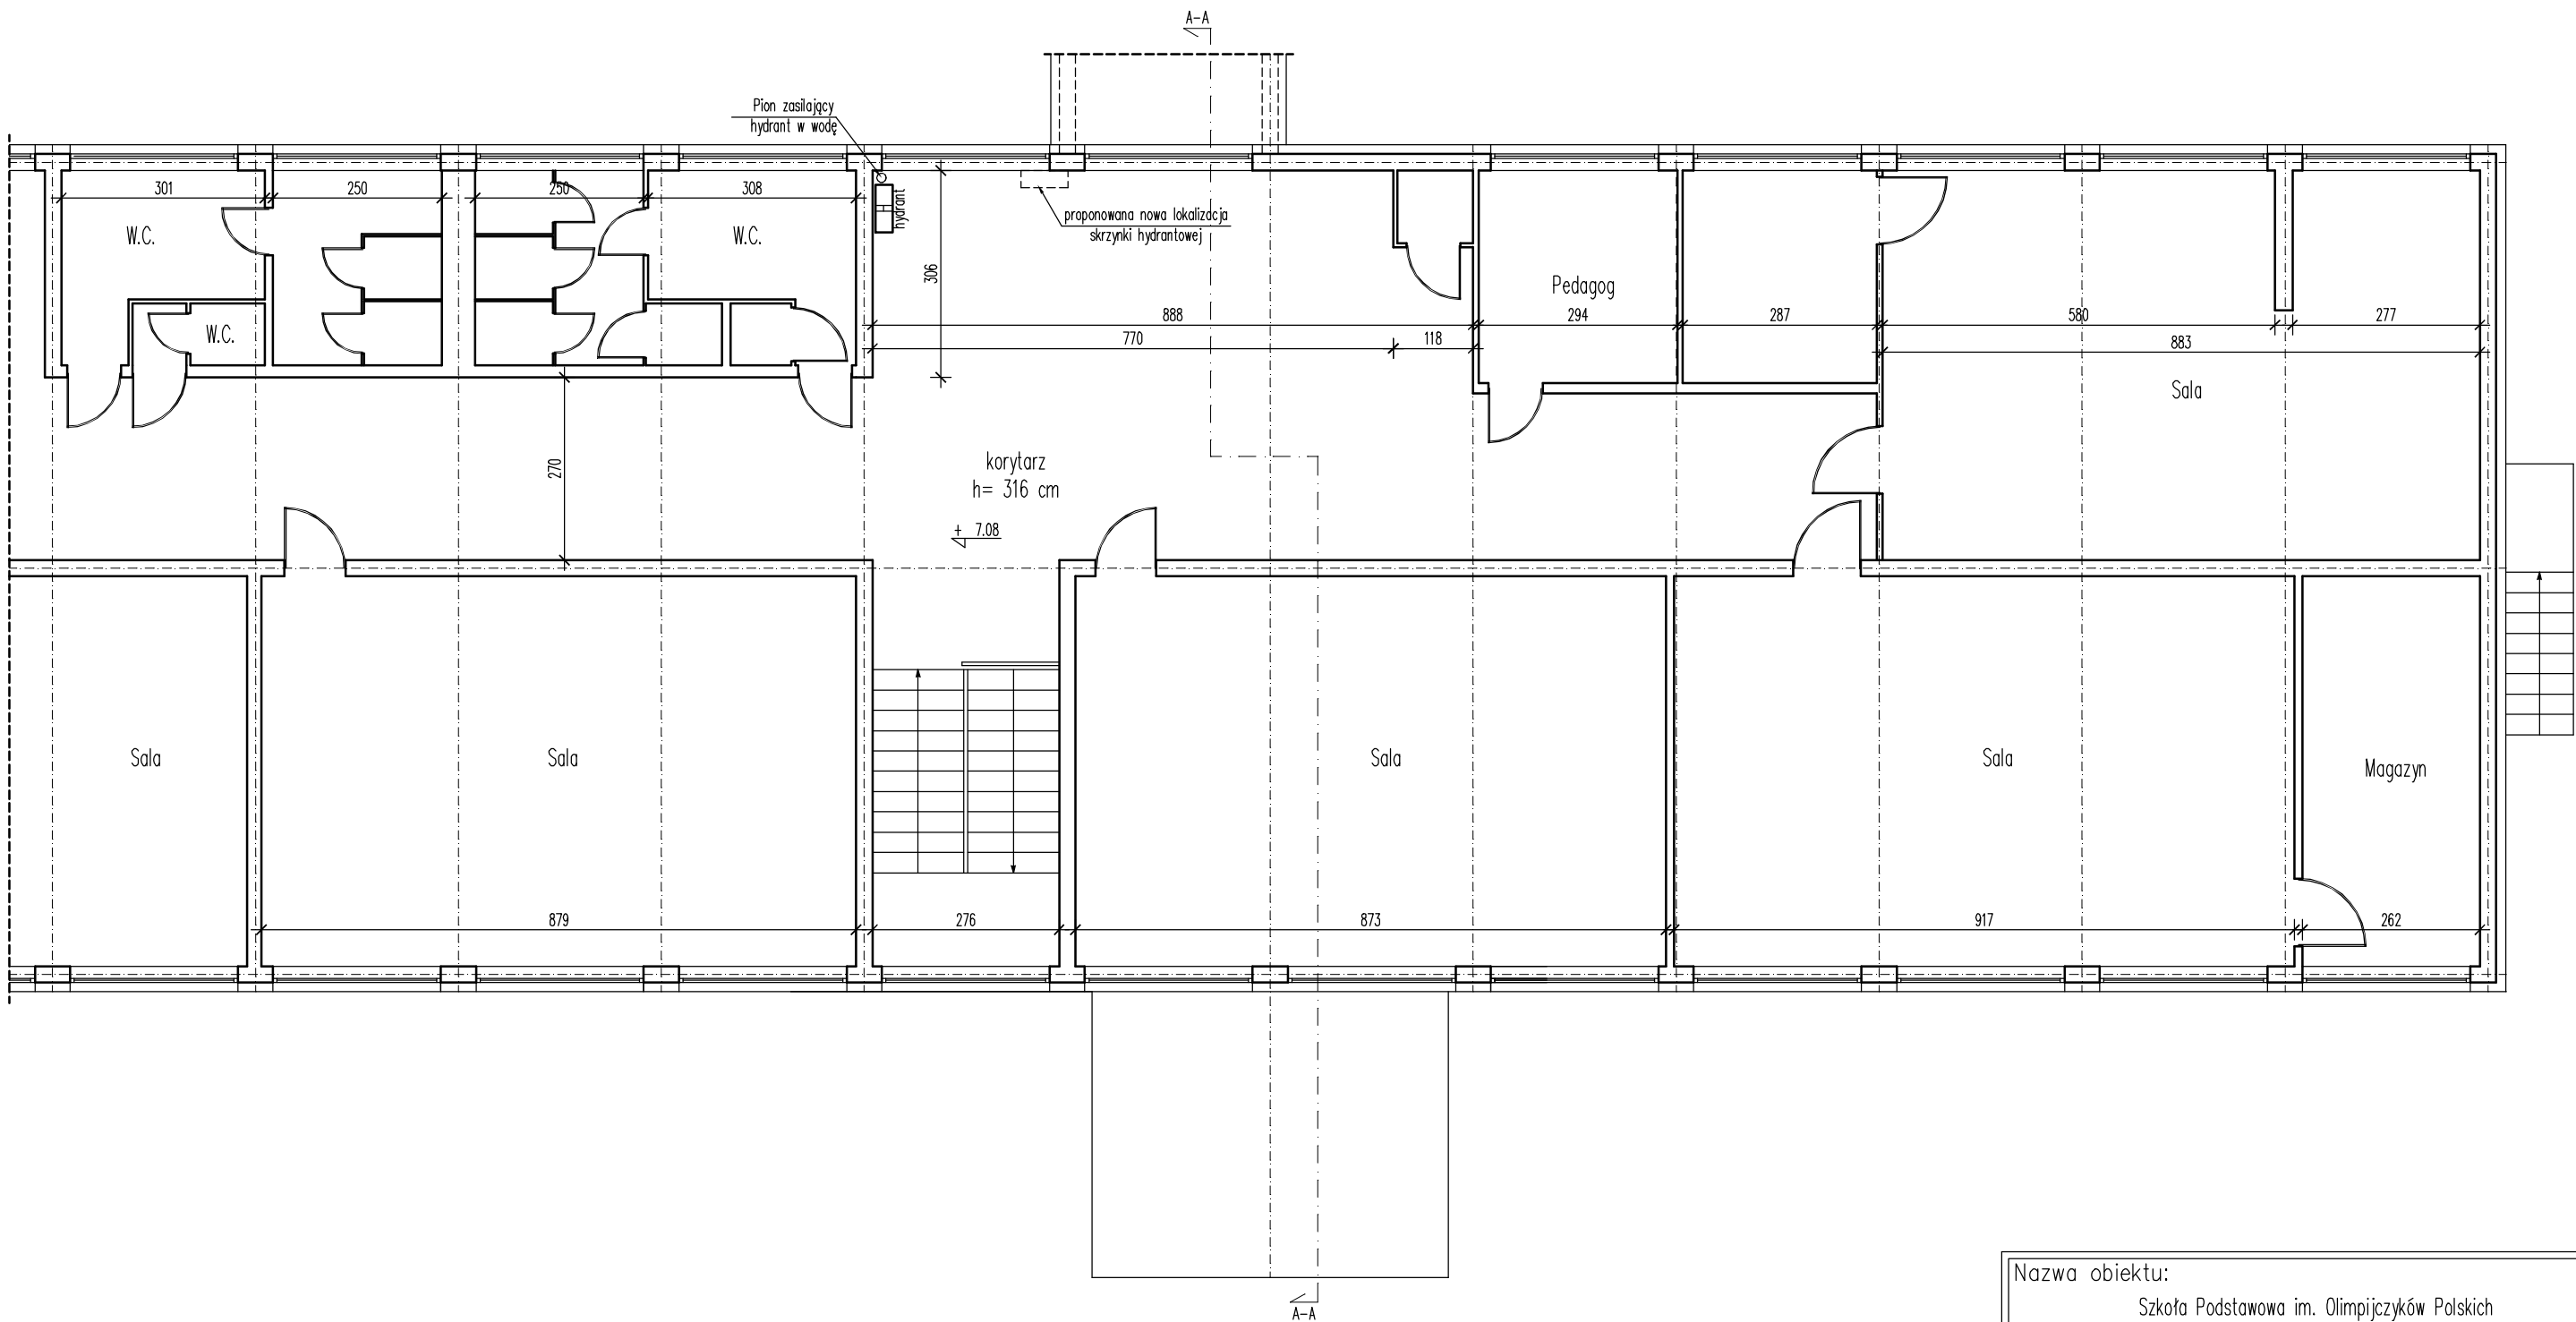 A-A
Pion zasilający
hydrant w wodę
301
250
250
308
hydrant
W.C.
W.C.
proponowana nowa lokalizacja
skrzynki hydrantowej
306
Pedagog
W.C.
888
294
287
580
277
770
118
883
Sala
270
korytarz
h= 316 cm
+ 7.08
Sala
Sala
Sala
Sala
Magazyn
879
276
873
917
262
A-A
Nazwa obiektu:
Szkoła Podstawowa im. Olimpijczyków Polskich